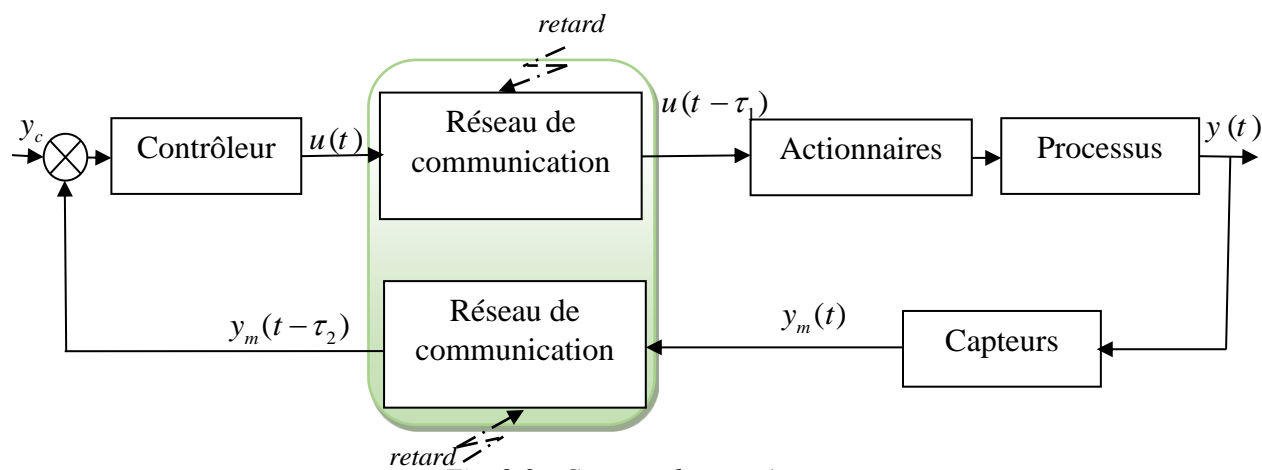 retard
y_c
Contrôleur
u(t)
Réseau de
communication
u(t − τ_1)
Actionnaires
Processus
y(t)
Réseau de
communication
y_m(t − τ_2)
y_m(t)
Capteurs
retard